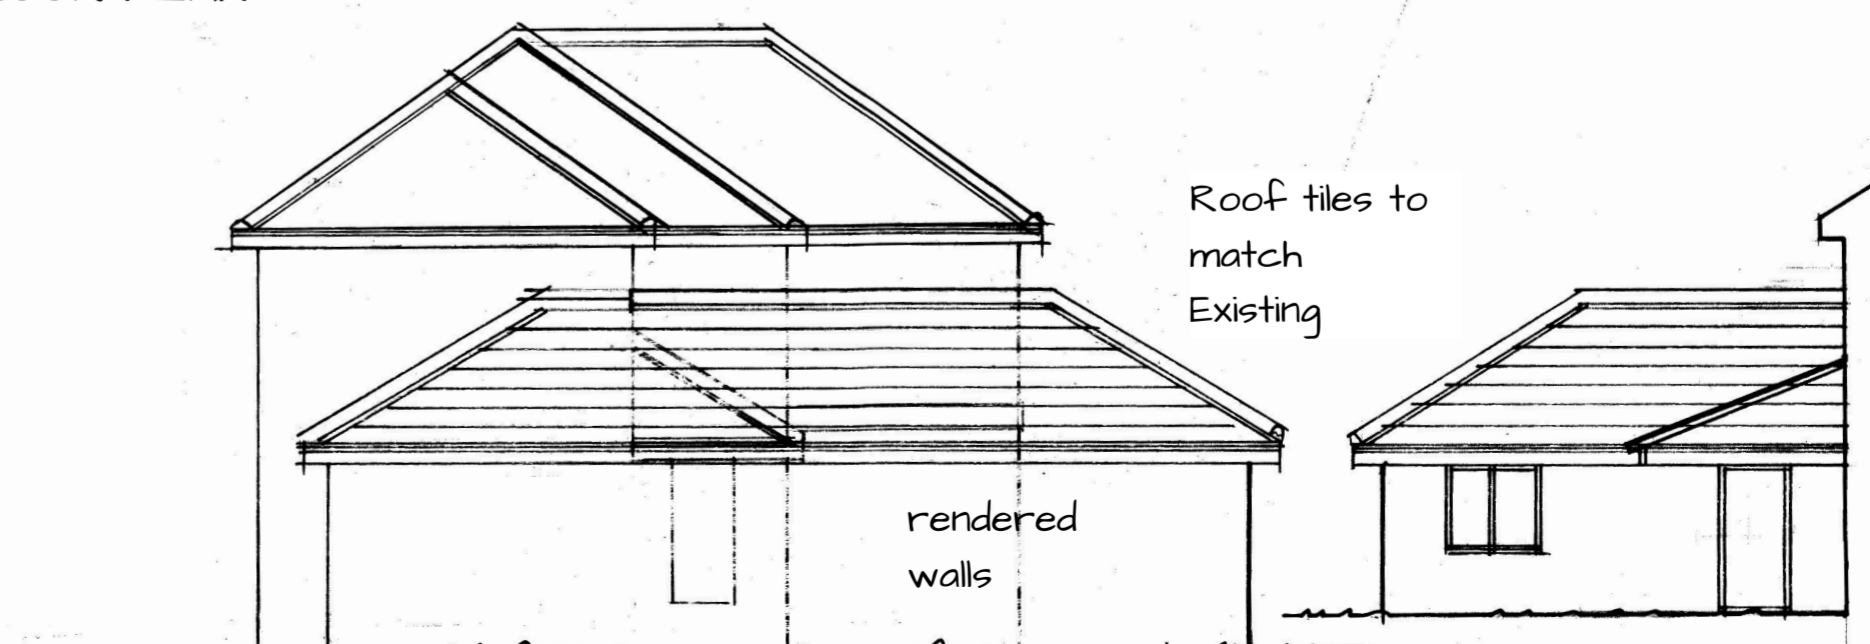 Roof tiles to
match
Existing
rendered
walls